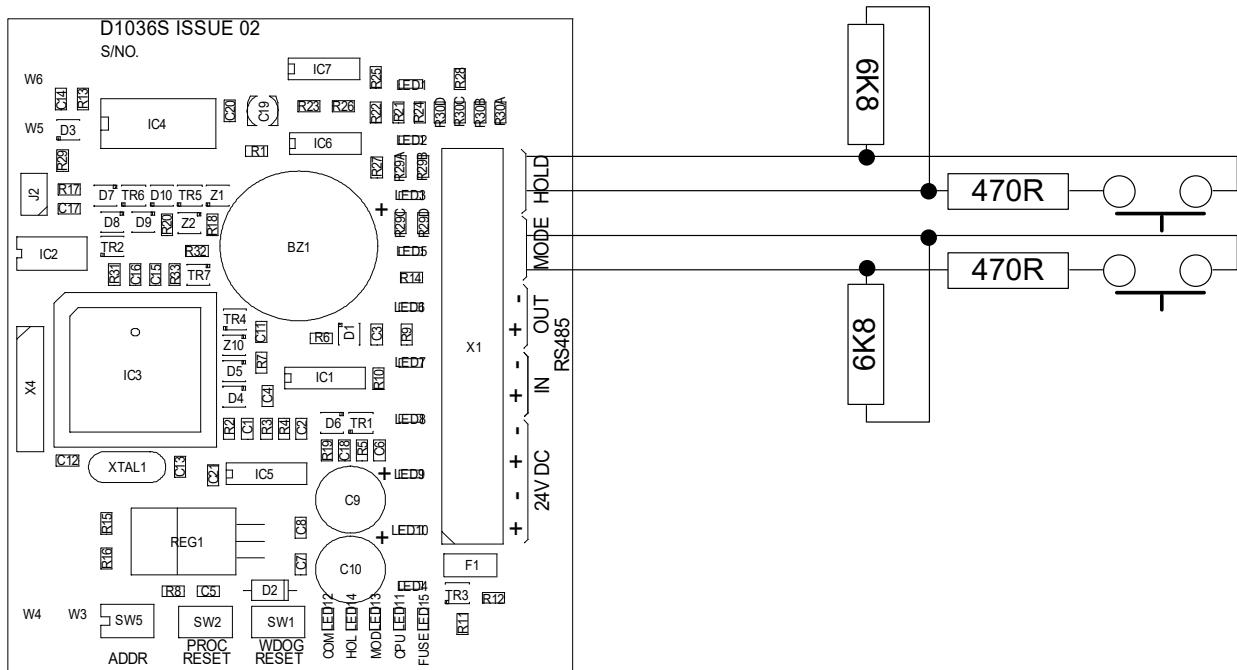 D1036S ISSUE 02
S/NO.
W6
C14
R13
W5
D3
R29
IC4
C20
C19
R1
IC7
R23
R26
IC6
R25
LED1
R28
R22
R21
R24
R30D
R30C
R30B
R30A
LED2
R27
R29A
R29B
LED3
J2
R17
C17
D7
TR6
D10
TR5
Z1
D8
D9
R20
Z2
R18
+
R29C
R29D
IC2
TR2
R32
BZ1
LED5
R31
C16
C15
R33
TR7
R14
LED6
TR4
C11
R6
D1
C3
R9
Z10
X4
IC3
D5
R7
IC1
R10
LED7
D4
C4
X1
R2
C1
R3
R4
C2
D6
TR1
LED8
R19
C18
R5
C6
C12
XTAL1
C13
C21
IC5
+
LED9
C9
R15
R16
REG1
C8
C7
+
LED10
C10
F1
R8
C5
D2
LED4
TR3
R12
R11
W4
W3
SW5
SW2
SW1
COM LED12
HOL LED14
MOD LED13
CPU LED11
FUSE LED15
ADDR
PROC
RESET
WDOG
RESET
HOLD
MODE
- + OUT
- + IN
RS485
- + - +
24V DC
6K8
470R
470R
6K8